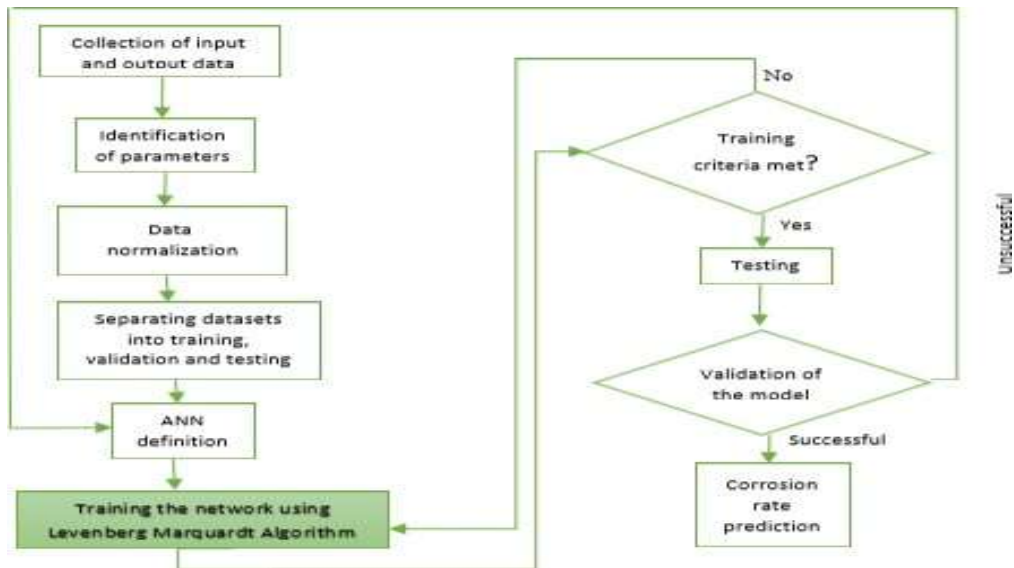 Collection of input
and output data
Identification
of parameters
Data
normalization
Separating datasets
into training,
validation and testing
ANN
definition
Training the network using
Levenberg Marquardt Algorithm
No
Training
criteria met?
Yes
Testing
Validation of
the model
Successful
Corrosion
rate
prediction
Unsuccessful